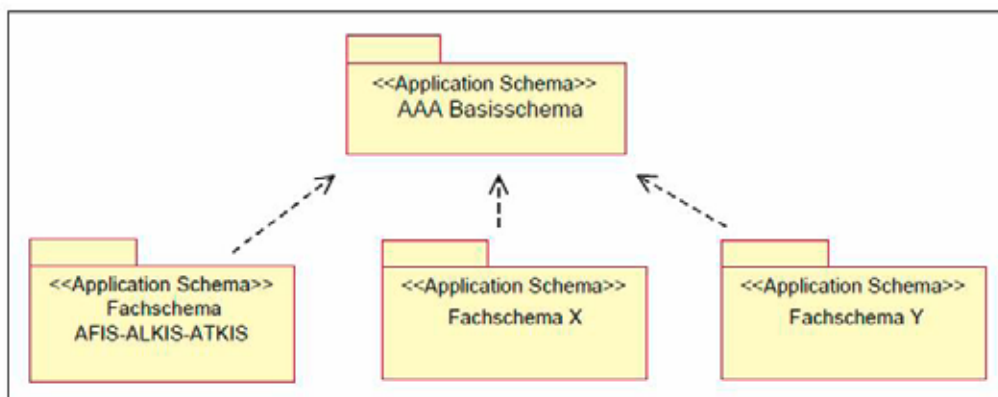 <<Application Schema>>
AAA Basisschema
<<Application Schema>>
Fachschema
AFIS-ALKIS-ATKIS
<<Application Schema>>
Fachschema X
<<Application Schema>>
Fachschema Y